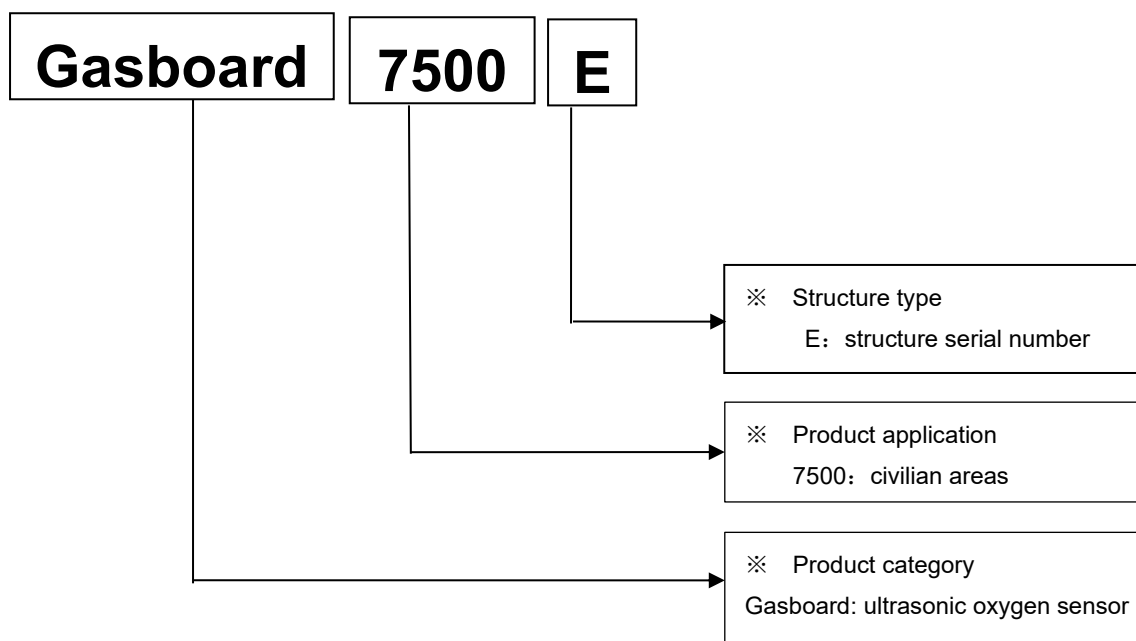 Gasboard 7500 E
※ Structure type
E：structure serial number
※ Product application
7500：civilian areas
※ Product category
Gasboard: ultrasonic oxygen sensor